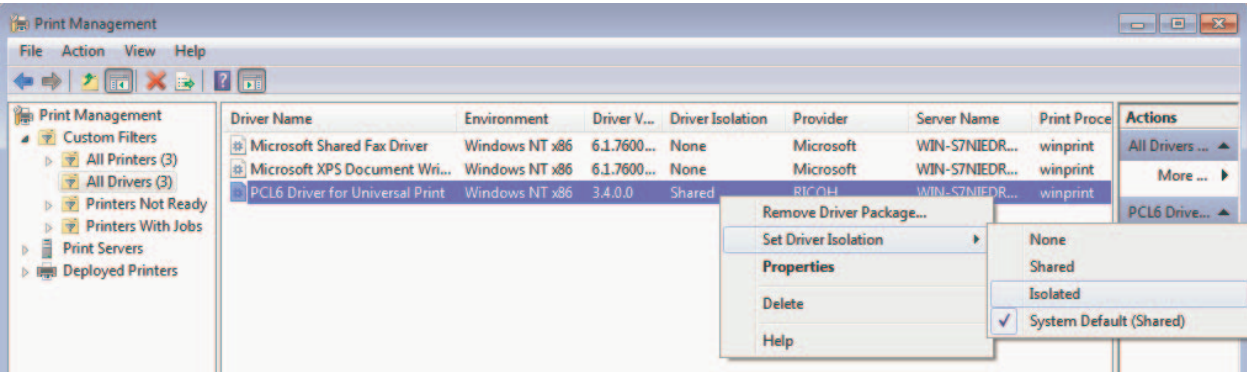 Print Management
File Action View Help
Print Management
Custom Filters
All Printers (3)
All Drivers (3)
Printers Not Ready
Printers With Jobs
Print Servers
Deployed Printers
Driver Name Environment Driver V... Driver Isolation Provider Server Name Print Proce
Microsoft Shared Fax Driver Windows NT x86 6.1.7600... None Microsoft WIN-S7NIEDR... winprint
Microsoft XPS Document Wri... Windows NT x86 6.1.7600... None Microsoft WIN-S7NIEDR... winprint
PCL6 Driver for Universal Print Windows NT x86 3.4.0.0 Shared RICOH WIN-S7NIEDR... winprint
Remove Driver Package...
Set Driver Isolation
Properties
Delete
Help
None
Shared
Isolated
System Default (Shared)
Actions
All Drivers ...
More ...
PCL6 Drive...